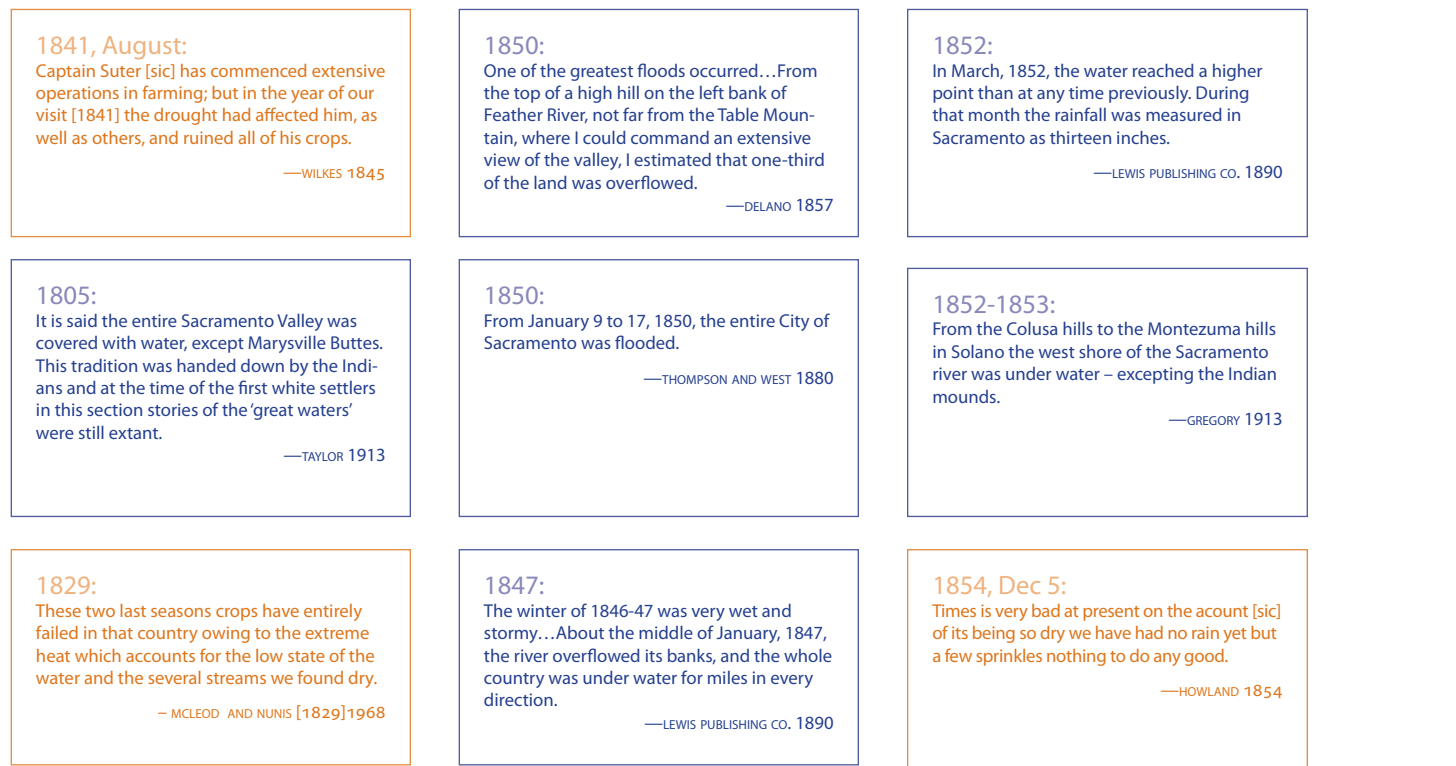 1841, August:
Captain Suter [sic] has commenced extensive
operations in farming; but in the year of our
visit [1841] the drought had affected him, as
well as others, and ruined all of his crops.
—WILKES 1845
1850:
One of the greatest floods occurred…From
the top of a high hill on the left bank of
Feather River, not far from the Table Moun-
tain, where I could command an extensive
view of the valley, I estimated that one-third
of the land was overflowed.
—DELANO 1857
1852:
In March, 1852, the water reached a higher
point than at any time previously. During
that month the rainfall was measured in
Sacramento as thirteen inches.
—LEWIS PUBLISHING CO. 1890
1805:
It is said the entire Sacramento Valley was
covered with water, except Marysville Buttes.
This tradition was handed down by the Indi-
ans and at the time of the first white settlers
in this section stories of the ‘great waters’
were still extant.
—TAYLOR 1913
1850:
From January 9 to 17, 1850, the entire City of
Sacramento was flooded.
—THOMPSON AND WEST 1880
1852-1853:
From the Colusa hills to the Montezuma hills
in Solano the west shore of the Sacramento
river was under water – excepting the Indian
mounds.
—GREGORY 1913
1829:
These two last seasons crops have entirely
failed in that country owing to the extreme
heat which accounts for the low state of the
water and the several streams we found dry.
– MCLEOD AND NUNIS [1829]1968
1847:
The winter of 1846-47 was very wet and
stormy…About the middle of January, 1847,
the river overflowed its banks, and the whole
country was under water for miles in every
direction.
—LEWIS PUBLISHING CO. 1890
1854, Dec 5:
Times is very bad at present on the acount [sic]
of its being so dry we have had no rain yet but
a few sprinkles nothing to do any good.
—HOWLAND 1854